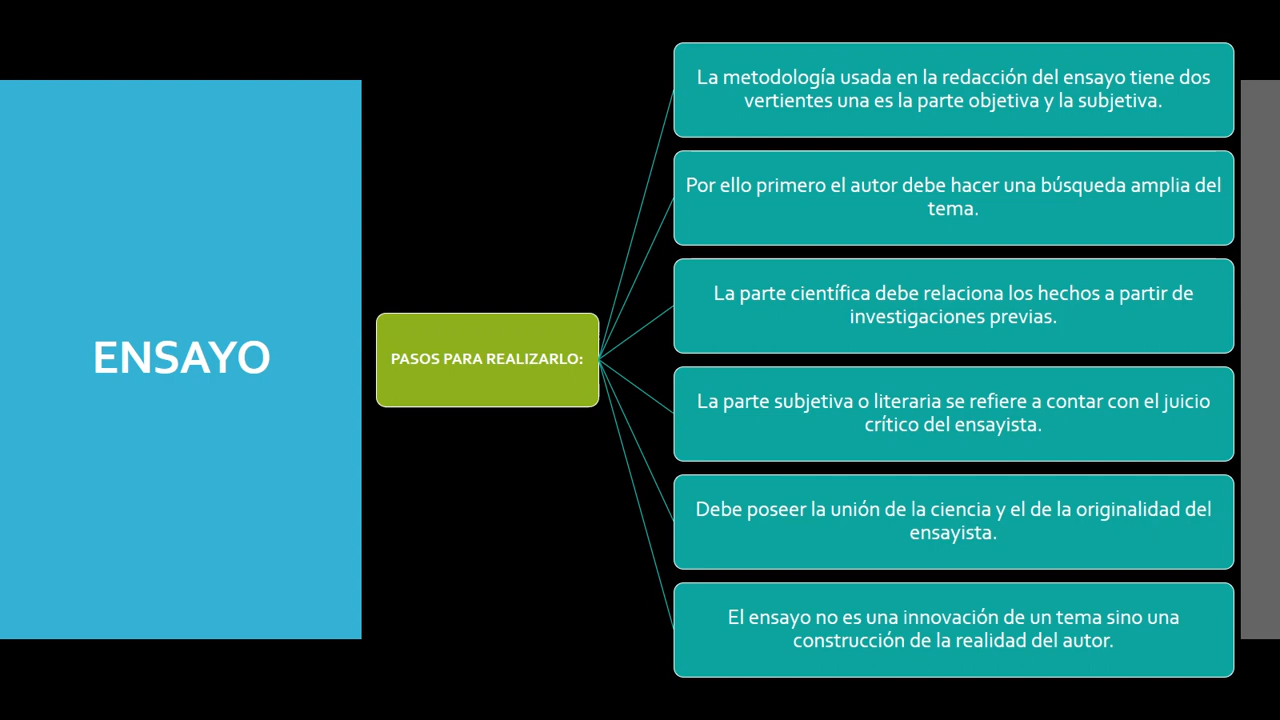 ENSAYO
PASOS PARA REALIZARLO:
La metodología usada en la redacción del ensayo tiene dos
vertientes una es la parte objetiva y la subjetiva.
Por ello primero el autor debe hacer una búsqueda amplia del
tema.
La parte científica debe relaciona los hechos a partir de
investigaciones previas.
La parte subjetiva o literaria se refiere a contar con el juicio
crítico del ensayista.
Debe poseer la unión de la ciencia y el de la originalidad del
ensayista.
El ensayo no es una innovación de un tema sino una
construcción de la realidad del autor.